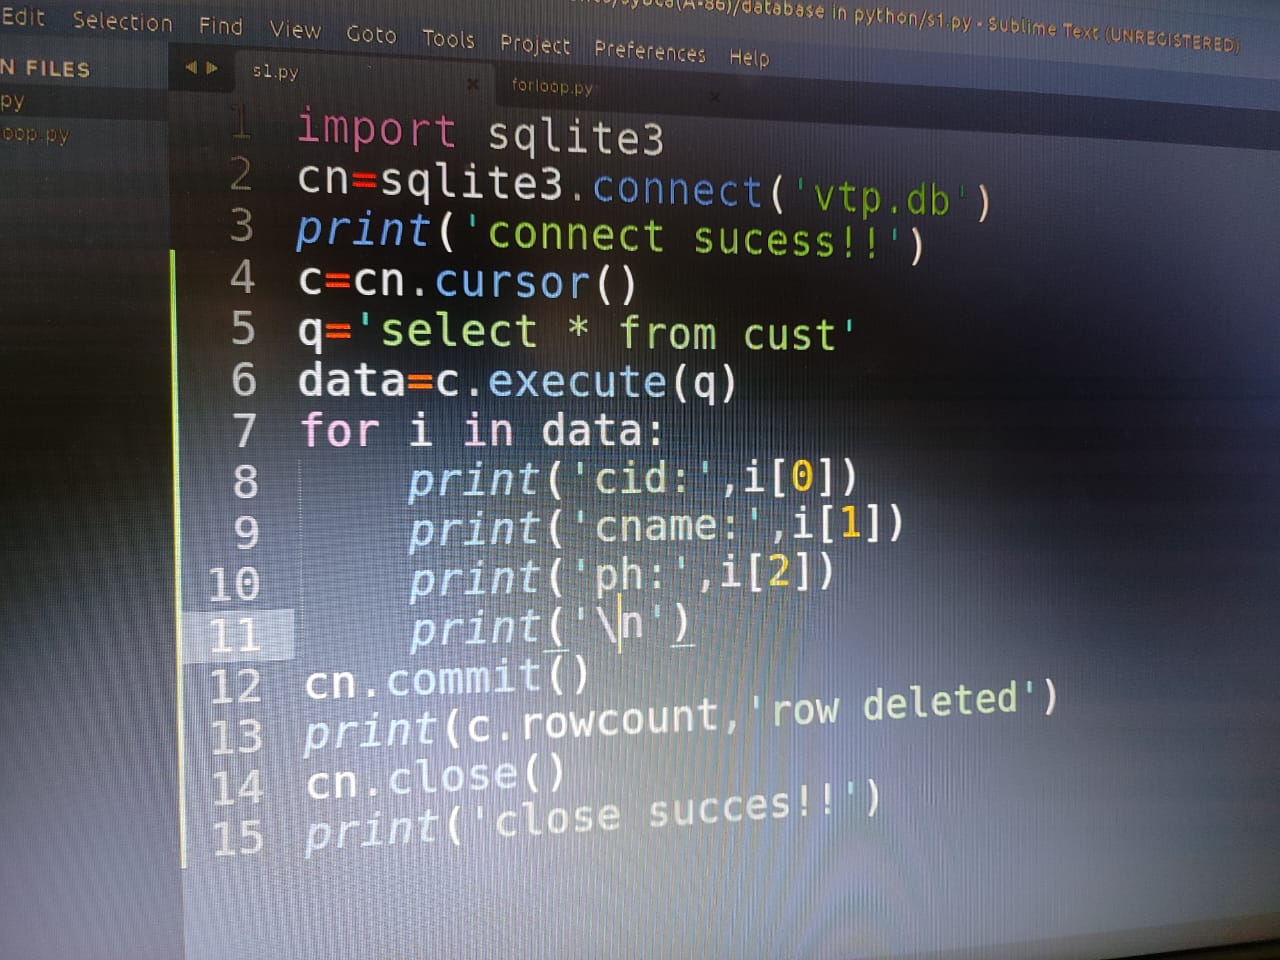 (A-86)/database in python/s1.py - Sublime Text (UNREGISTERED)
Edit Selection Find View Goto Tools Project Preferences Help
N FILES
py
oop.py
s1.py
forloop.py
1 import sqlite3
2 cn=sqlite3.connect('vtp.db')
3 print('connect sucess!!')
4 c=cn.cursor()
5 q='select * from cust'
6 data=c.execute(q)
7 for i in data:
8     print('cid:',i[0])
9     print('cname:',i[1])
10     print('ph:',i[2])
11     print('\n')
12 cn.commit()
13 print(c.rowcount,'row deleted')
14 cn.close()
15 print('close succes!!')